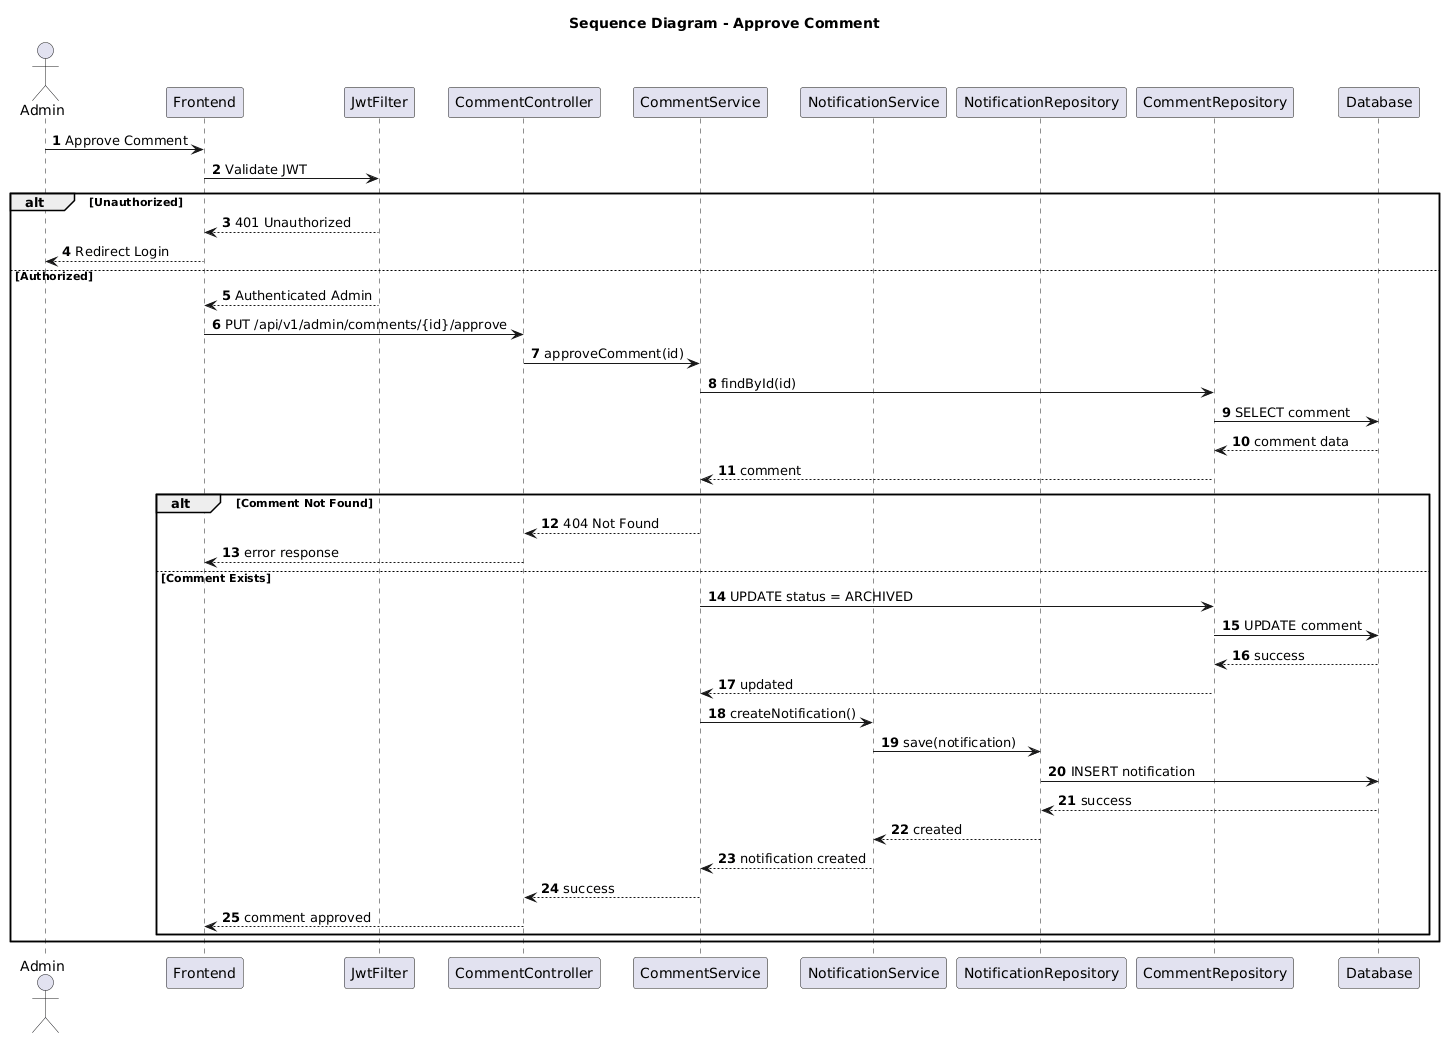 Sequence Diagram - Approve Comment
Admin
Frontend
JwtFilter
CommentController
CommentService
NotificationService
NotificationRepository
CommentRepository
Database
1 Approve Comment
2 Validate JWT
alt [Unauthorized]
3 401 Unauthorized
4 Redirect Login
[Authorized]
5 Authenticated Admin
6 PUT /api/v1/admin/comments/{id}/approve
7 approveComment(id)
8 findById(id)
9 SELECT comment
10 comment data
11 comment
alt [Comment Not Found]
12 404 Not Found
13 error response
[Comment Exists]
14 UPDATE status = ARCHIVED
15 UPDATE comment
16 success
17 updated
18 createNotification()
19 save(notification)
20 INSERT notification
21 success
22 created
23 notification created
24 success
25 comment approved
Admin
Frontend
JwtFilter
CommentController
CommentService
NotificationService
NotificationRepository
CommentRepository
Database